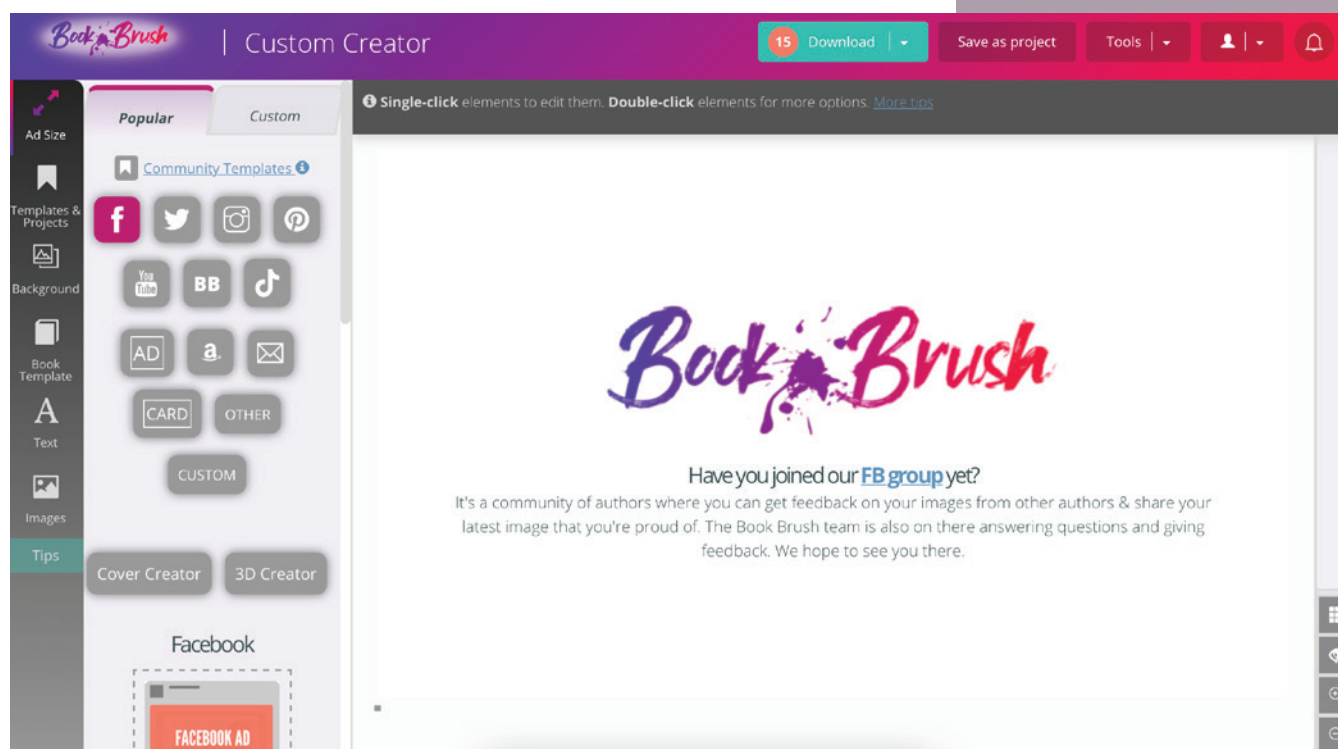 Book Brush | Custom Creator
15 Download
Save as project
Tools
Ad Size
Templates &
Projects
Background
Book
Template
Text
Images
Tips
Popular
Custom
Community Templates
You
Tube
BB
AD
a
CARD
OTHER
CUSTOM
Cover Creator
3D Creator
Facebook
FACEBOOK AD
Single-click elements to edit them. Double-click elements for more options. More tips
Book Brush
Have you joined our FB group yet?
It's a community of authors where you can get feedback on your images from other authors & share your
latest image that you're proud of. The Book Brush team is also on there answering questions and giving
feedback. We hope to see you there.